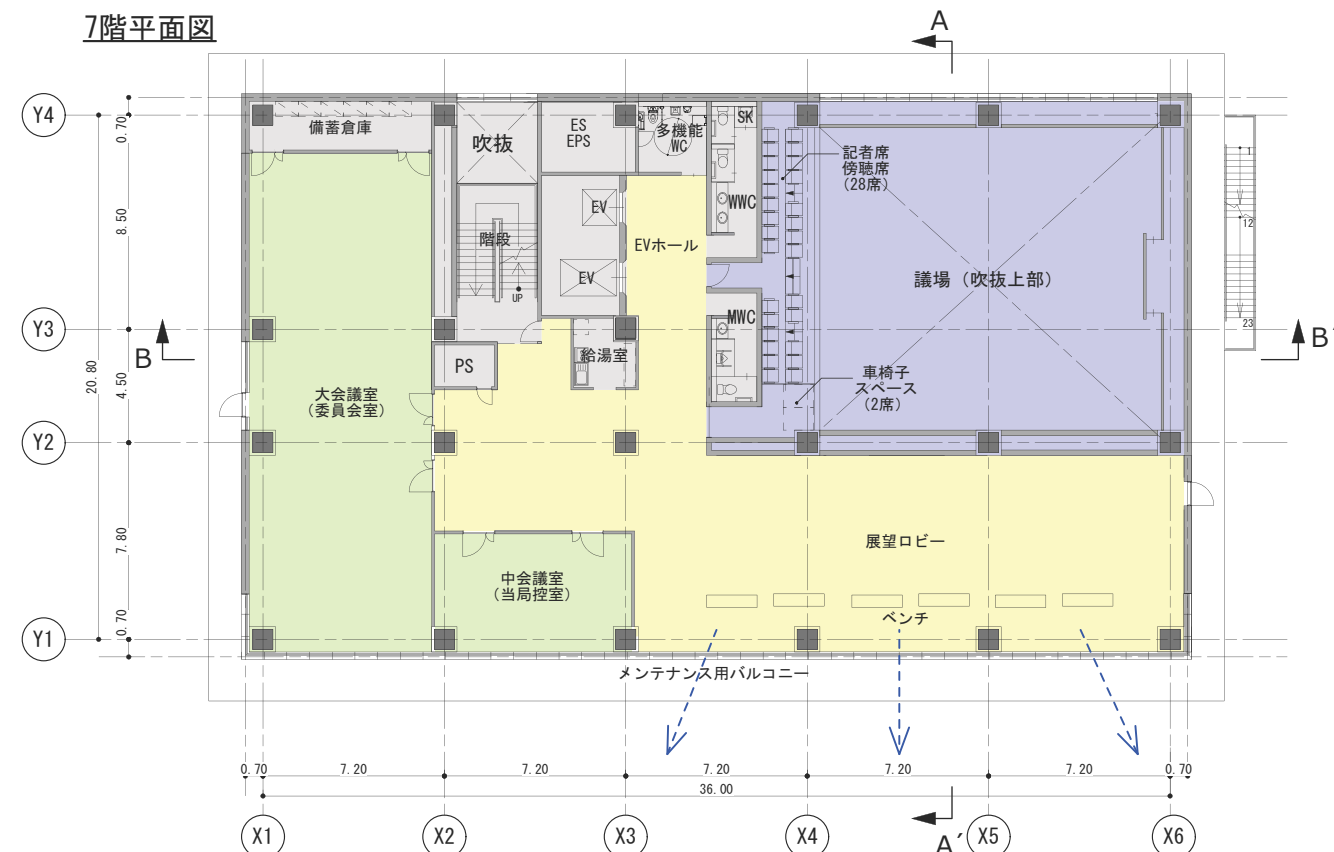 7階平面図
A
Y4
0.70
備蓄倉庫
吹抜
ES
EPS
多機能
WC
SK
記者席
傍聴席
(28席)
1
WWC
8.50
EV
階段
EVホール
12
EV
議場（吹抜上部）
UP
MWC
23
Y3
B
B'
20.80
PS
給湯室
4.50
大会議室
（委員会室）
車椅子
スペース
(2席)
Y2
7.80
展望ロビー
中会議室
（当局控室）
ベンチ
0.70
Y1
メンテナンス用バルコニー
0.70
7.20
7.20
7.20
7.20
7.20
0.70
36.00
X1
X2
X3
X4
A'
X5
X6